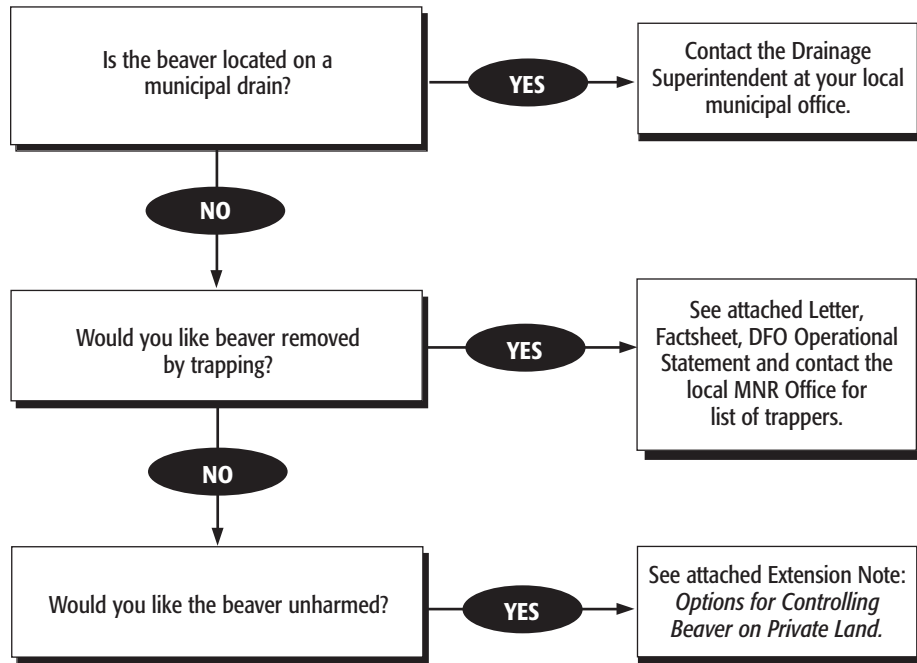 Is the beaver located on a
municipal drain?
YES
Contact the Drainage
Superintendent at your local
municipal office.
NO
Would you like beaver removed
by trapping?
YES
See attached Letter,
Factsheet, DFO Operational
Statement and contact the
local MNR Office for
list of trappers.
NO
Would you like the beaver unharmed?
YES
See attached Extension Note:
Options for Controlling
Beaver on Private Land.